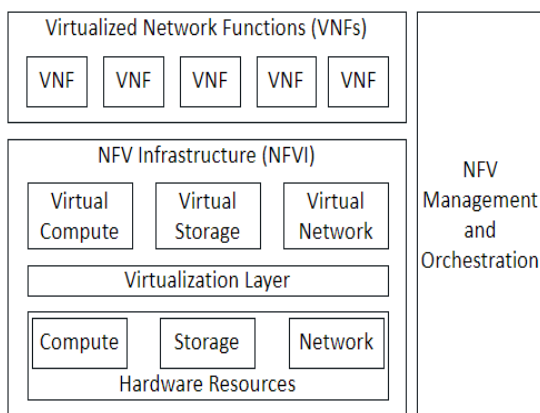 Virtualized Network Functions (VNFs)
VNF VNF VNF VNF VNF
NFV Infrastructure (NFVI)
Virtual Compute
Virtual Storage
Virtual Network
Virtualization Layer
Compute Storage Network
Hardware Resources
NFV
Management
and
Orchestration